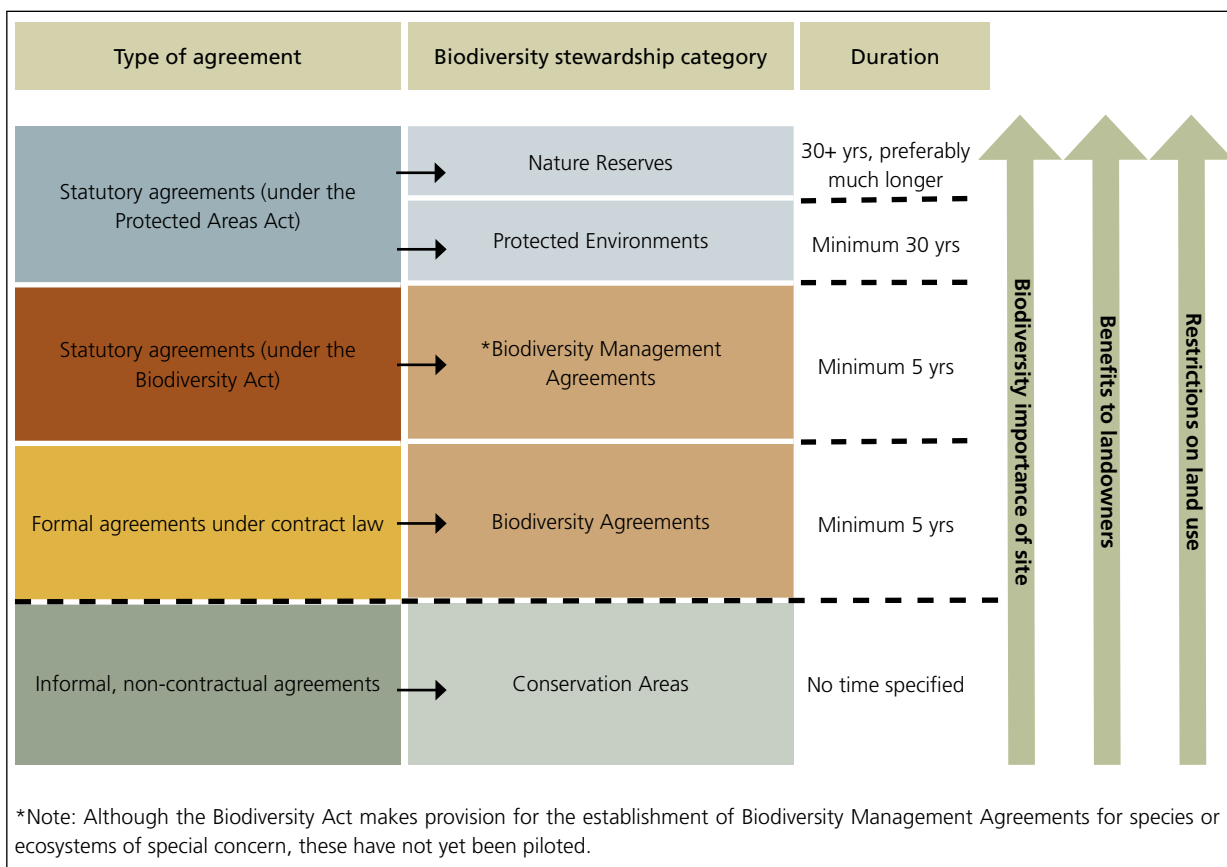 Type of agreement
Biodiversity stewardship category
Duration
Statutory agreements (under the
Protected Areas Act)
Nature Reserves
30+ yrs, preferably
much longer
Protected Environments
Minimum 30 yrs
Statutory agreements (under the
Biodiversity Act)
*Biodiversity Management
Agreements
Minimum 5 yrs
Formal agreements under contract law
Biodiversity Agreements
Minimum 5 yrs
Informal, non-contractual agreements
Conservation Areas
No time specified
Biodiversity importance of site
Benefits to landowners
Restrictions on land use
*Note: Although the Biodiversity Act makes provision for the establishment of Biodiversity Management Agreements for species or
ecosystems of special concern, these have not yet been piloted.